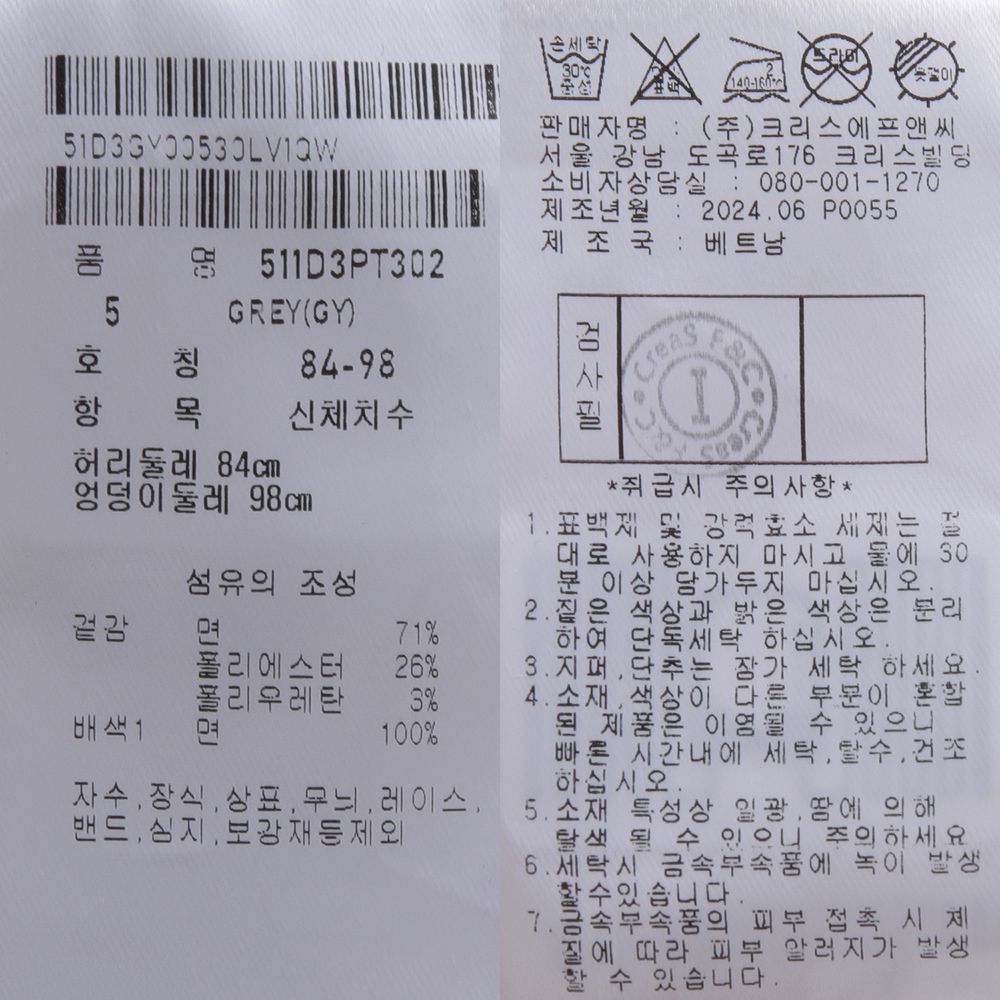 품 명 511D3PT302
5 GREY(GY)
호 칭 84-98
항 목 신체치수
허리둘레 84cm
엉덩이둘레 98cm
섬유의 조성
겉감 면 71%
폴리에스터 26%
폴리우레탄 3%
배색1 면 100%
자수,장식,상표,무늬,레이스,
밴드,심지,보강재등제외
손세탁
30℃
중성
표백
2
140-160℃
드라이
옷걸이
판매자명 : (주)크리스에프앤씨
서울 강남 도곡로176 크리스빌딩
소비자상담실 : 080-001-1270
제조년월 : 2024.06 P0055
제 조 국 : 베트남
검사필
CreaS F&C
I
CreaS F&C
*취급시 주의사항*
1.표백제 및 강력효소 세제는 절
대로 사용하지 마시고 물에 30
분 이상 담가두지 마십시오.
2.짙은 색상과 밝은 색상은 분리
하여 단독세탁 하십시오.
3.지퍼,단추는 잠가 세탁 하세요.
4.소재,색상이 다른 부분이 혼합
된 제품은 이염될 수 있으니
빠른 시간내에 세탁,탈수,건조
하십시오.
5.소재 특성상 일광,땀에 의해
탈색 될 수 있으니 주의하세요
6.세탁시 금속부속품에 녹이 발생
할수있습니다.
7.금속부속품의 피부 접촉 시 체
질에 따라 피부 알러지가 발생
할 수 있습니다.